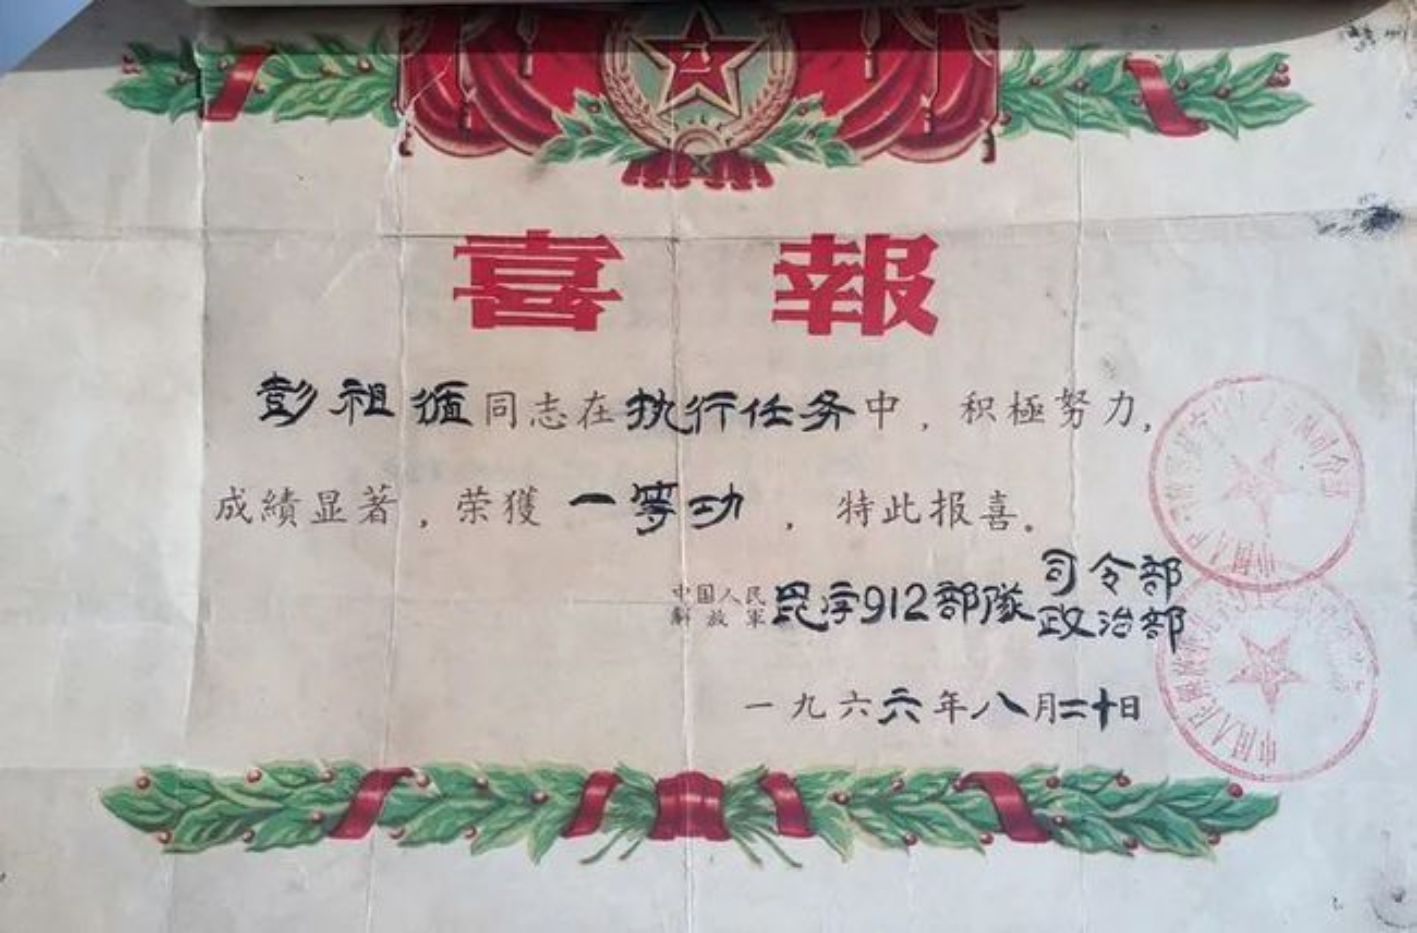 八一
喜報
彭祖循同志在执行任务中，积極努力，
成績显著，荣獲一等功，特此报喜。
中国人民解放軍昆字912部隊司令部政治部
一九六六年八月二十日